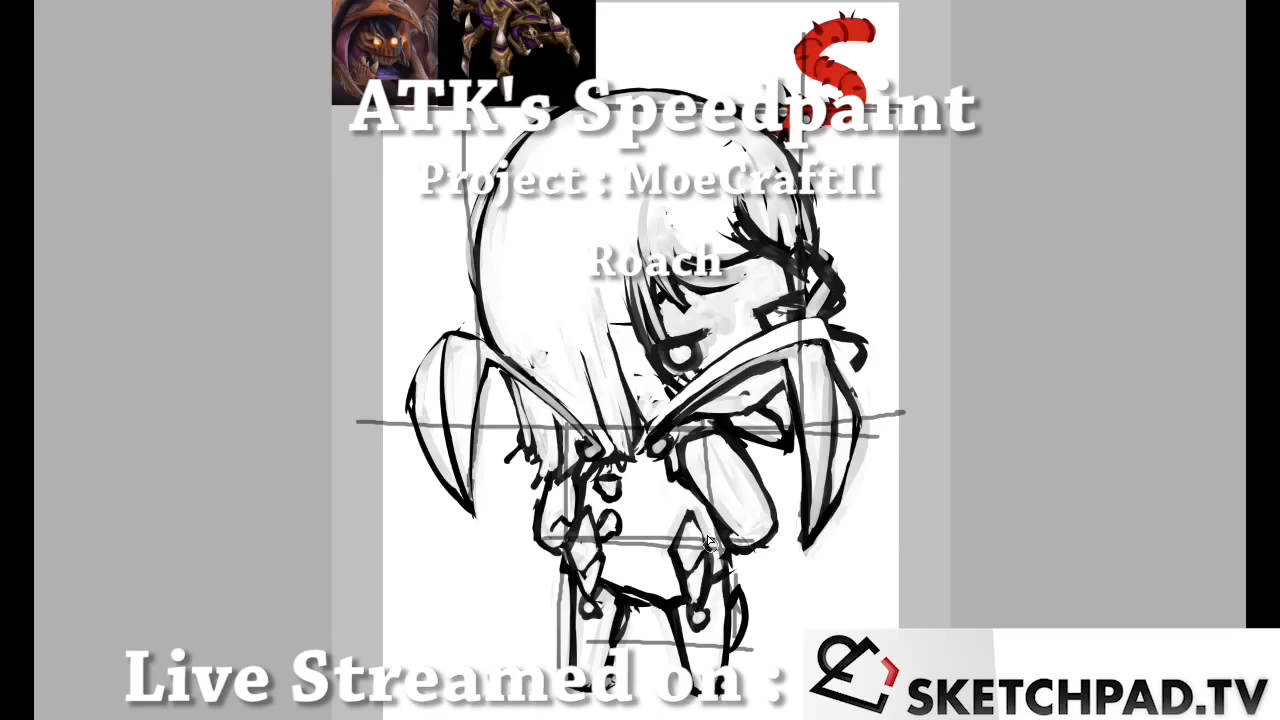 ATK's Speedpaint
Project : MoeCraftII
Roach
Live Streamed on :
SKETCHPAD.TV